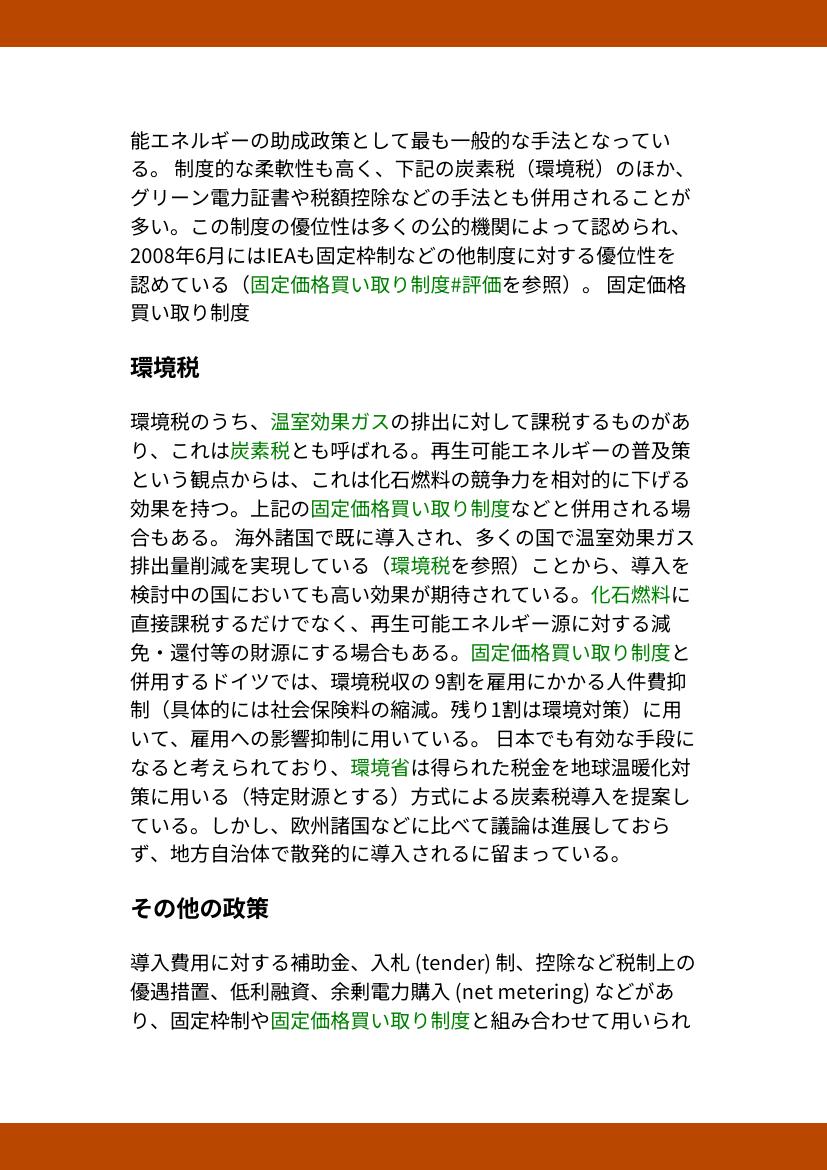 能エネルギーの助成政策として最も一般的な手法となってい
る。 制度的な柔軟性も高く、下記の炭素税（環境税）のほか、
グリーン電力証書や税額控除などの手法とも併用されることが
多い。この制度の優位性は多くの公的機関によって認められ、
2008年6月にはIEAも固定枠制などの他制度に対する優位性を
認めている（固定価格買い取り制度#評価を参照）。 固定価格
買い取り制度
環境税
環境税のうち、温室効果ガスの排出に対して課税するものがあ
り、これは炭素税とも呼ばれる。再生可能エネルギーの普及策
という観点からは、これは化石燃料の競争力を相対的に下げる
効果を持つ。上記の固定価格買い取り制度などと併用される場
合もある。 海外諸国で既に導入され、多くの国で温室効果ガス
排出量削減を実現している（環境税を参照）ことから、導入を
検討中の国においても高い効果が期待されている。化石燃料に
直接課税するだけでなく、再生可能エネルギー源に対する減
免・還付等の財源にする場合もある。固定価格買い取り制度と
併用するドイツでは、環境税収の 9割を雇用にかかる人件費抑
制（具体的には社会保険料の縮減。残り1割は環境対策）に用
いて、雇用への影響抑制に用いている。 日本でも有効な手段に
なると考えられており、環境省は得られた税金を地球温暖化対
策に用いる（特定財源とする）方式による炭素税導入を提案し
ている。しかし、欧州諸国などに比べて議論は進展しておら
ず、地方自治体で散発的に導入されるに留まっている。
その他の政策
導入費用に対する補助金、入札 (tender) 制、控除など税制上の
優遇措置、低利融資、余剰電力購入 (net metering) などがあ
り、固定枠制や固定価格買い取り制度と組み合わせて用いられ